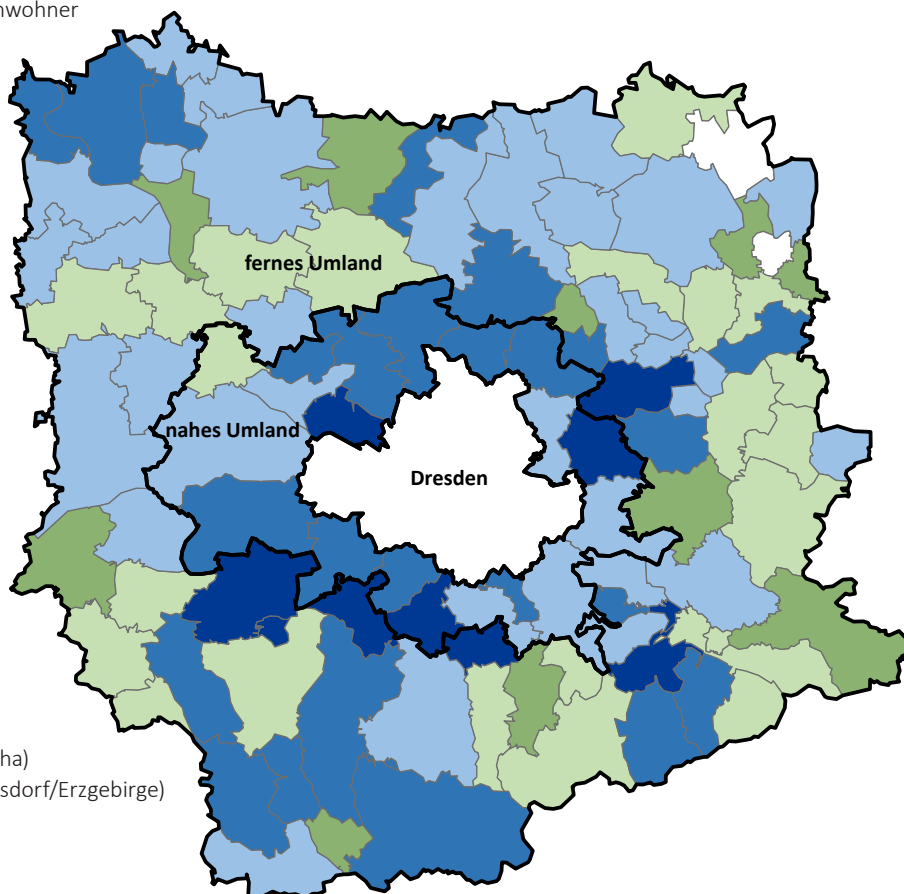 nwohner
fernes Umland
nahes Umland
Dresden
ha)
sdorf/Erzgebirge)